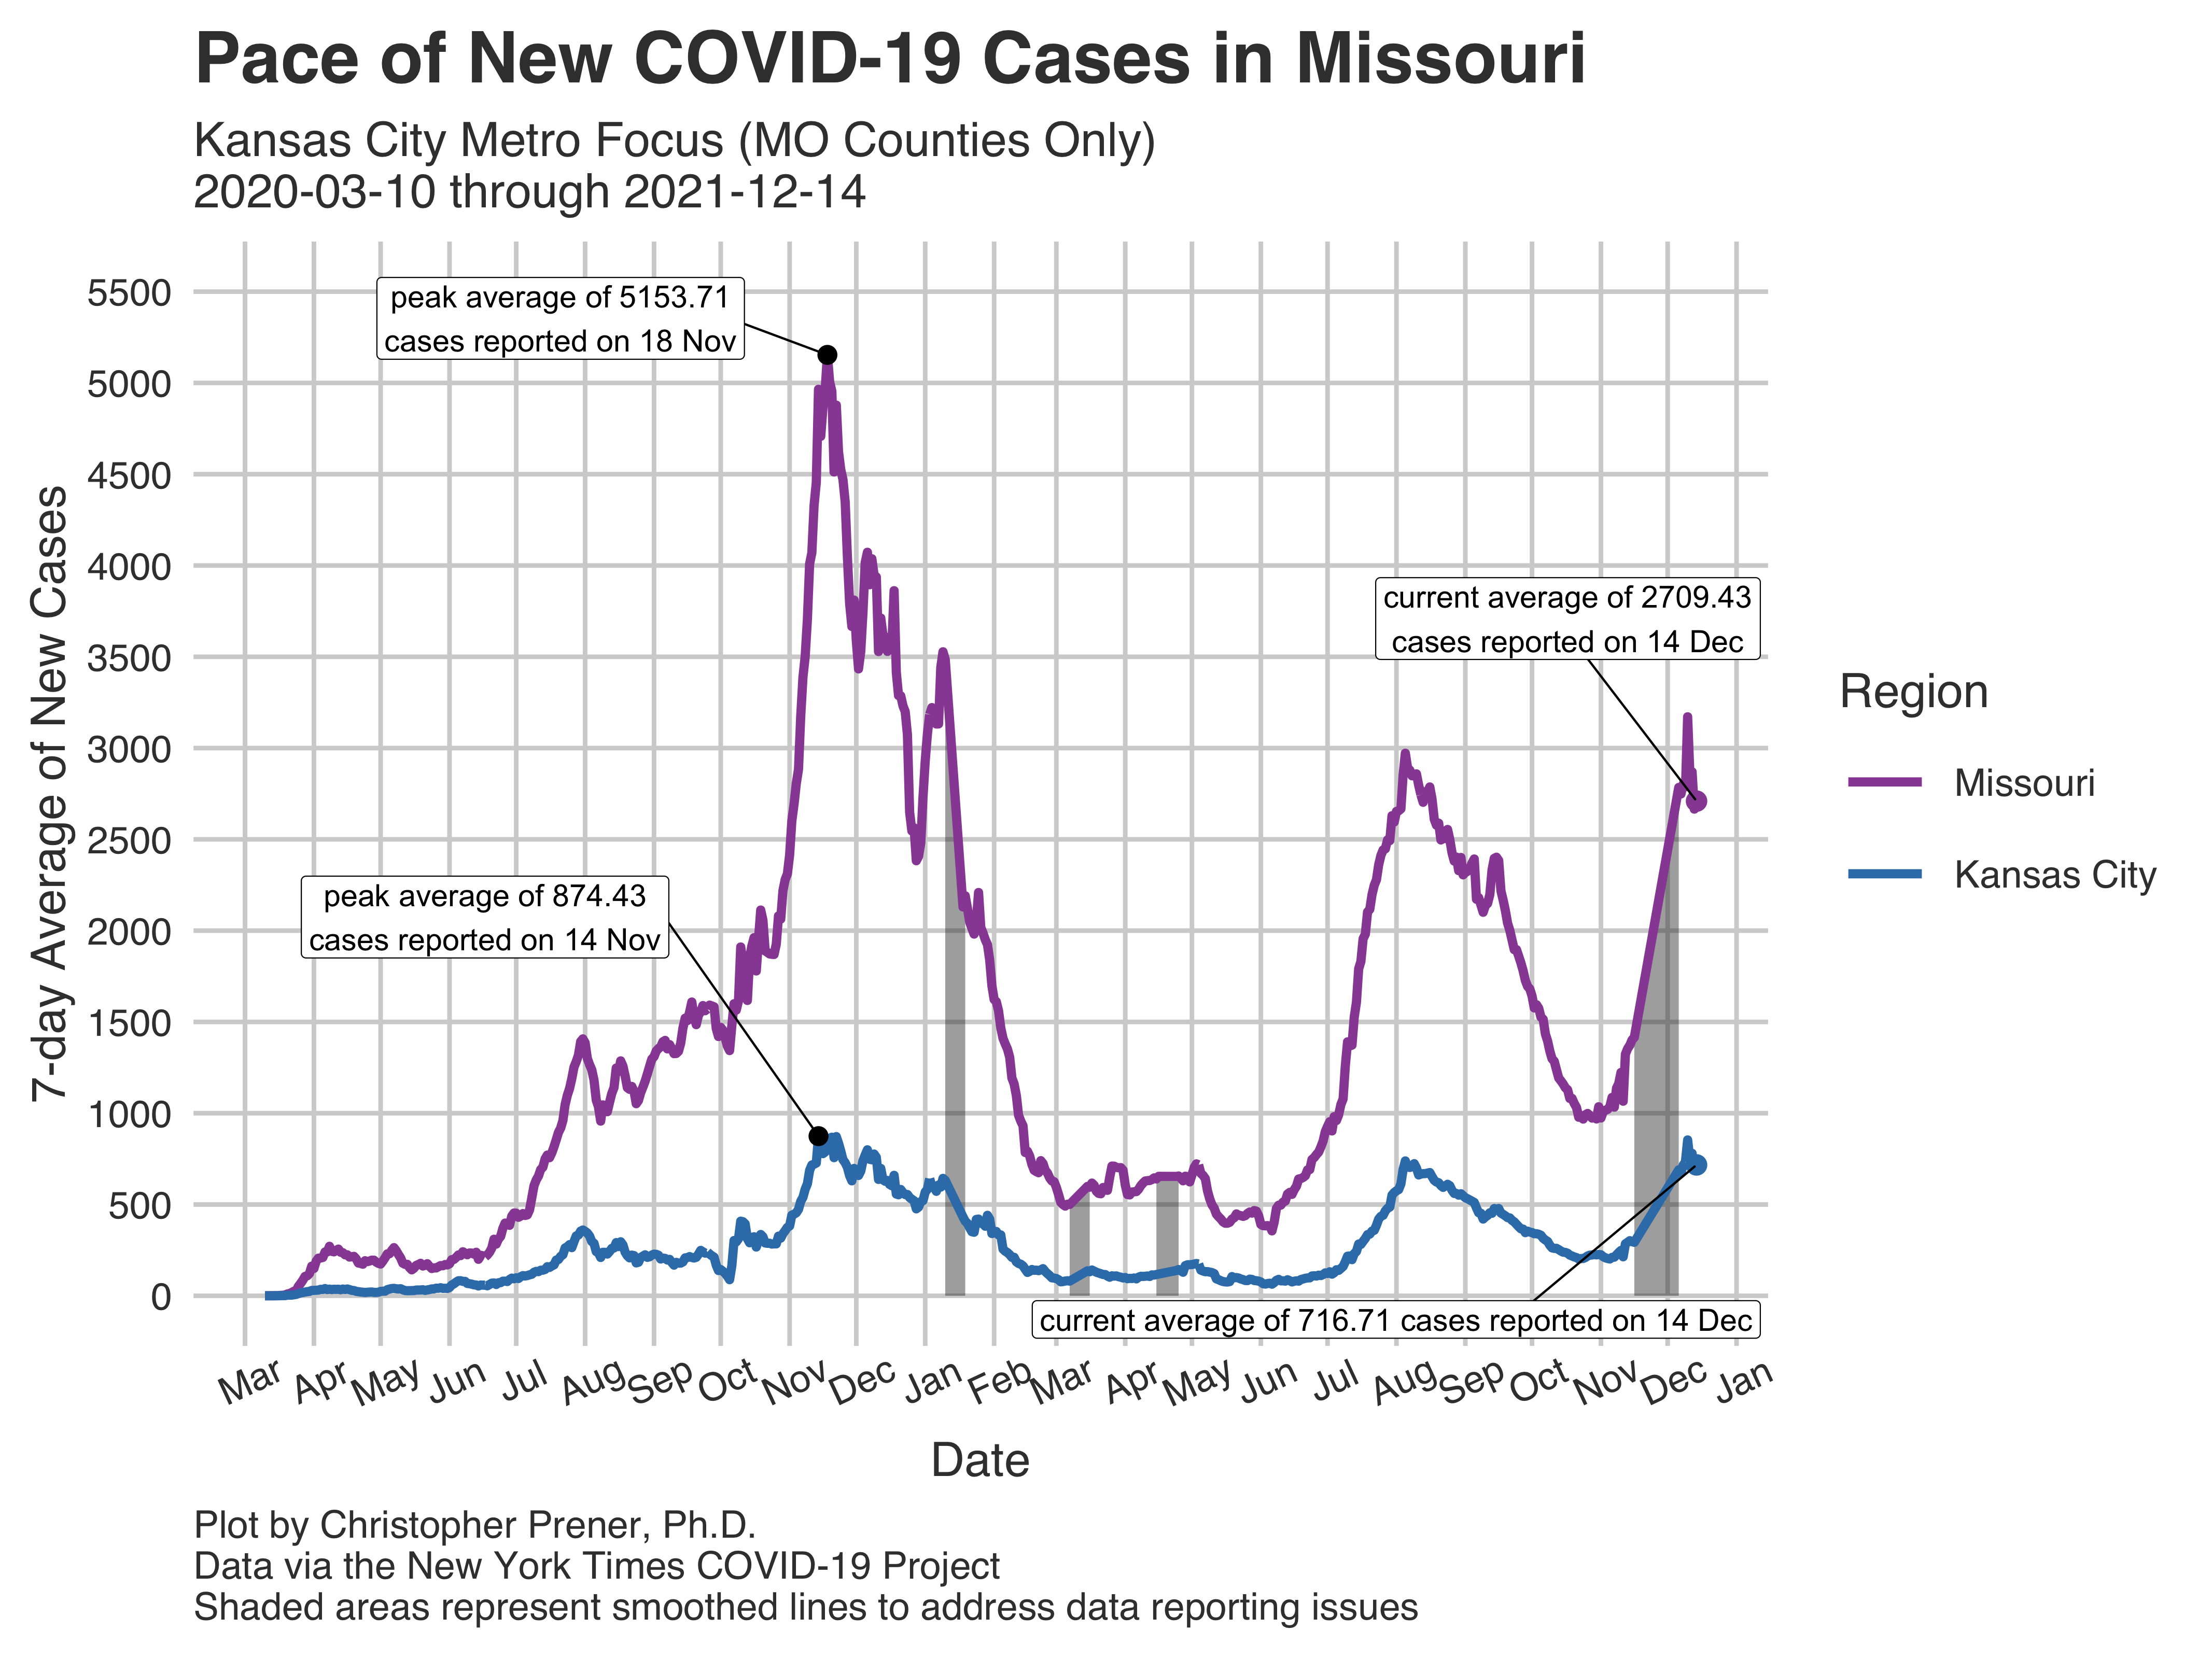 Pace of New COVID-19 Cases in Missouri
Kansas City Metro Focus (MO Counties Only)
2020-03-10 through 2021-12-14
7-day Average of New Cases
5500
5000
4500
4000
3500
3000
2500
2000
1500
1000
500
0
peak average of 5153.71
cases reported on 18 Nov
current average of 2709.43
cases reported on 14 Dec
peak average of 874.43
cases reported on 14 Nov
current average of 716.71 cases reported on 14 Dec
Region
Missouri
Kansas City
Mar Apr May Jun Jul Aug Sep Oct Nov Dec Jan Feb Mar Apr May Jun Jul Aug Sep Oct Nov Dec Jan
Date
Plot by Christopher Prener, Ph.D.
Data via the New York Times COVID-19 Project
Shaded areas represent smoothed lines to address data reporting issues